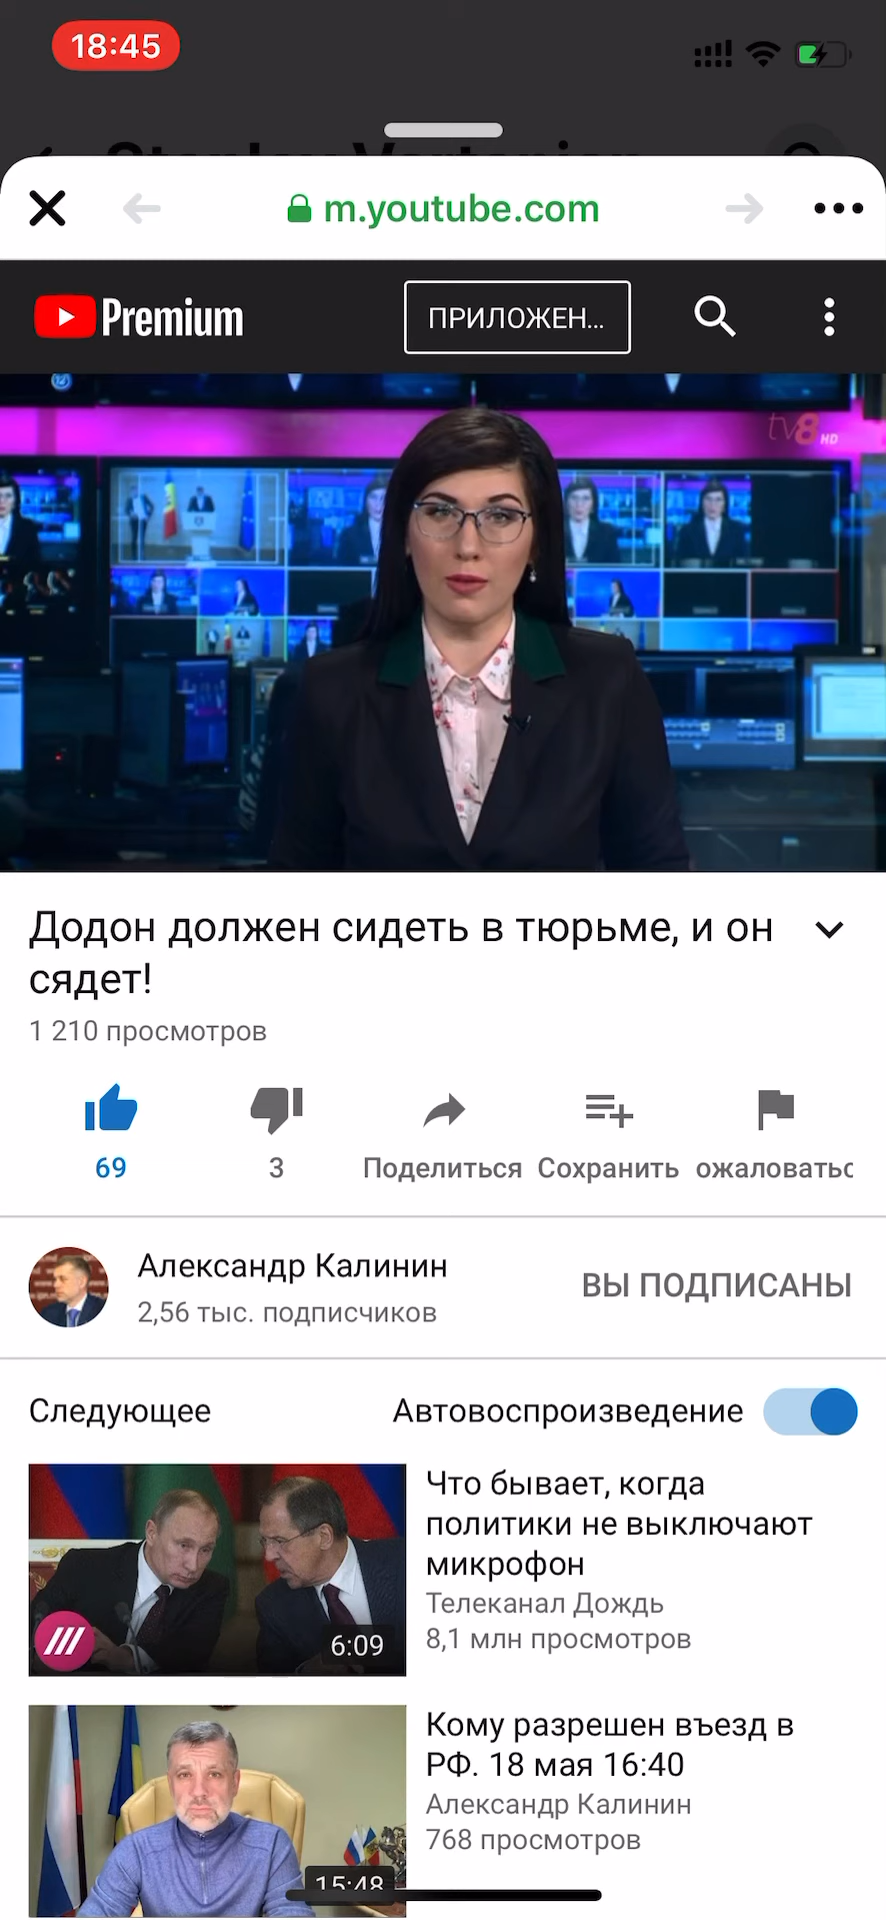 18:45
m.youtube.com
Premium
ПРИЛОЖЕН...
tv8 HD
Додон должен сидеть в тюрьме, и он
сядет!
1 210 просмотров
69
3
Поделиться
Сохранить
ожаловатьс
Александр Калинин
2,56 тыс. подписчиков
ВЫ ПОДПИСАНЫ
Следующее
Автовоспроизведение
6:09
Что бывает, когда
политики не выключают
микрофон
Телеканал Дождь
8,1 млн просмотров
15:48
Кому разрешен въезд в
РФ. 18 мая 16:40
Александр Калинин
768 просмотров